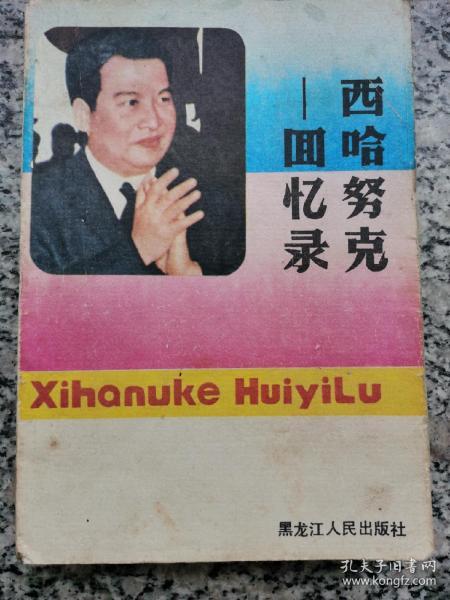 西哈努克
—回忆录
Xihanuke HuiyiLu
黑龙江人民出版社
孔夫子旧书网
www.kongfz.com